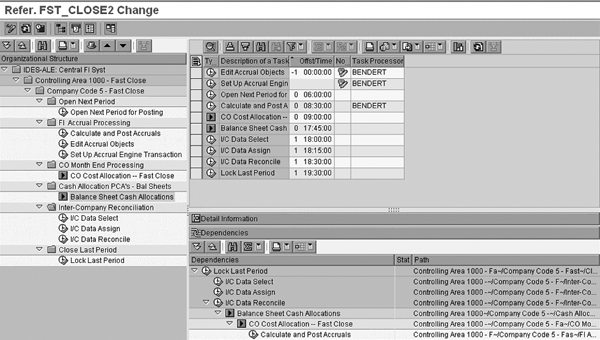 Refer. FST_CLOSE2 Change
Organizational Structure
IDES-ALE: Central FI Syst
Controlling Area 1000 - Fast Close
Company Code 5 - Fast Close
Open Next Period
Open Next Period for Posting
FI Accrual Processing
Calculate and Post Accruals
Edit Accrual Objects
Set Up Accrual Engine Transaction
CO Month End Processing
CO Cost Allocation -- Fast Close
Cash Allocation PCA's - Bal Sheets
Balance Sheet Cash Allocations
Inter-Company Reconciliation
I/C Data Select
I/C Data Assign
I/C Data Reconcile
Close Last Period
Lock Last Period
Ty Description of a Task Offst/Time No Task Processor
Edit Accrual Objects -1 00:00:00 BENDERT
Set Up Accrual Engin BENDERT
Open Next Period for 0 06:00:00
Calculate and Post A 0 08:30:00 BENDERT
CO Cost Allocation -- 0 09:00:00
Balance Sheet Cash 0 17:45:00
I/C Data Select 1 18:00:00
I/C Data Assign 1 18:15:00
I/C Data Reconcile 1 18:30:00
Lock Last Period 1 19:30:00
Detail Information
Dependencies
Dependencies Stat Path
Lock Last Period Controlling Area 1000 - Fa~/Company Code 5 - Fast~/Cl...
I/C Data Select Controlling Area 1000 --~/Company Code 5 - F~/Inter-Co...
I/C Data Assign Controlling Area 1000 --~/Company Code 5 - F~/Inter-Co...
I/C Data Reconcile Controlling Area 1000 --~/Company Code 5 - F~/Inter-Co...
Balance Sheet Cash Allocations Controlling Area 1000 --~/Company Code 5 --~/Cash Alloc...
CO Cost Allocation -- Fast Close Controlling Area 1000 --~/Company Code 5 - F~/CO Mo...
Calculate and Post Accruals Controlling Area 1000 - F~/Company Code 5 - Fas~/FI A...